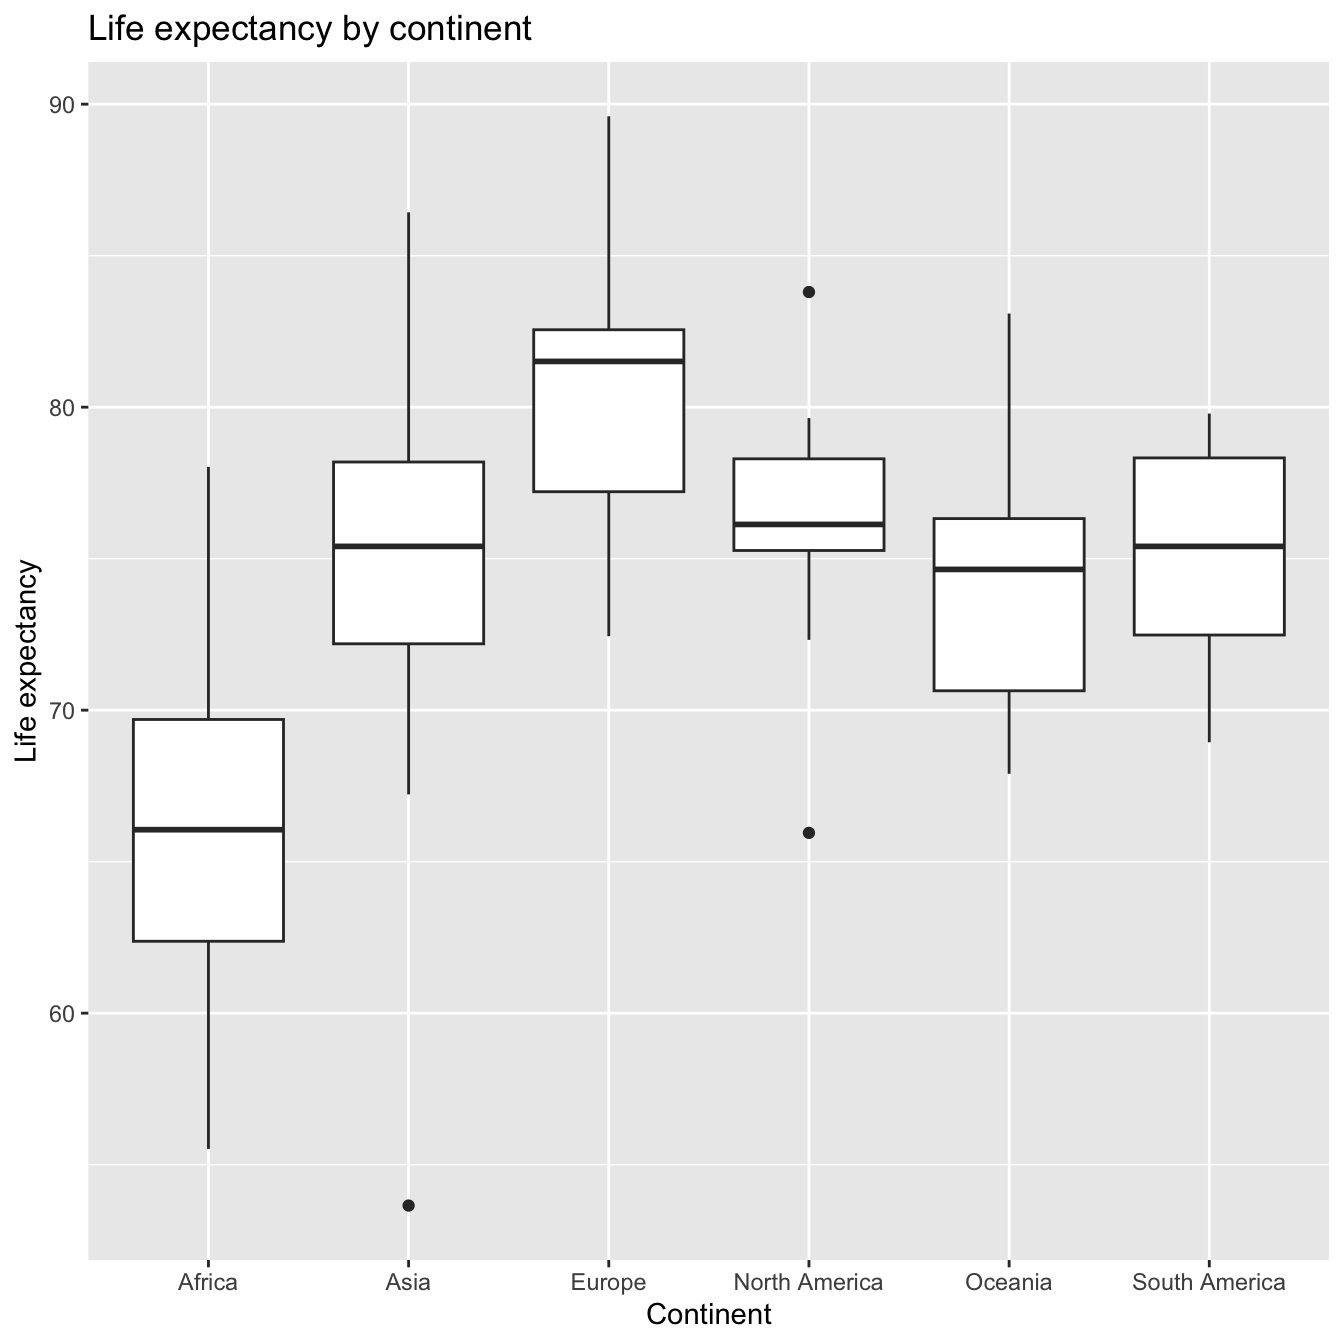 Life expectancy by continent
Life expectancy
90
80
70
60
Africa
Asia
Europe
North America
Oceania
South America
Continent